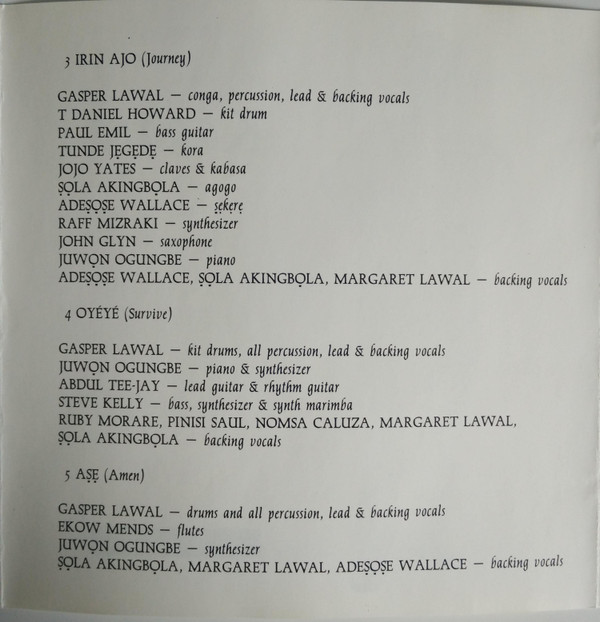 3 IRIN AJO (Journey)
GASPER LAWAL – conga, percussion, lead & backing vocals
T DANIEL HOWARD – kit drum
PAUL EMIL – bass guitar
TUNDE JẸGẸDẸ – kora
JOJO YATES – claves & kabasa
ṢỌLA AKINGBỌLA – agogo
ADEṢỌṢE WALLACE – ṣẹkẹrẹ
RAFF MIZRAKI – synthesizer
JOHN GLYN – saxophone
JUWỌN OGUNGBE – piano
ADEṢỌṢE WALLACE, ṢỌLA AKINGBỌLA, MARGARET LAWAL – backing vocals
4 OYÉYÉ (Survive)
GASPER LAWAL – kit drums, all percussion, lead & backing vocals
JUWỌN OGUNGBE – piano & synthesizer
ABDUL TEE-JAY – lead guitar & rhythm guitar
STEVE KELLY – bass, synthesizer & synth marimba
RUBY MORARE, PINISI SAUL, NOMSA CALUZA, MARGARET LAWAL,
ṢỌLA AKINGBỌLA – backing vocals
5 AṢẸ (Amen)
GASPER LAWAL – drums and all percussion, lead & backing vocals
EKOW MENDS – flutes
JUWỌN OGUNGBE – synthesizer
ṢỌLA AKINGBỌLA, MARGARET LAWAL, ADEṢỌṢE WALLACE – backing vocals